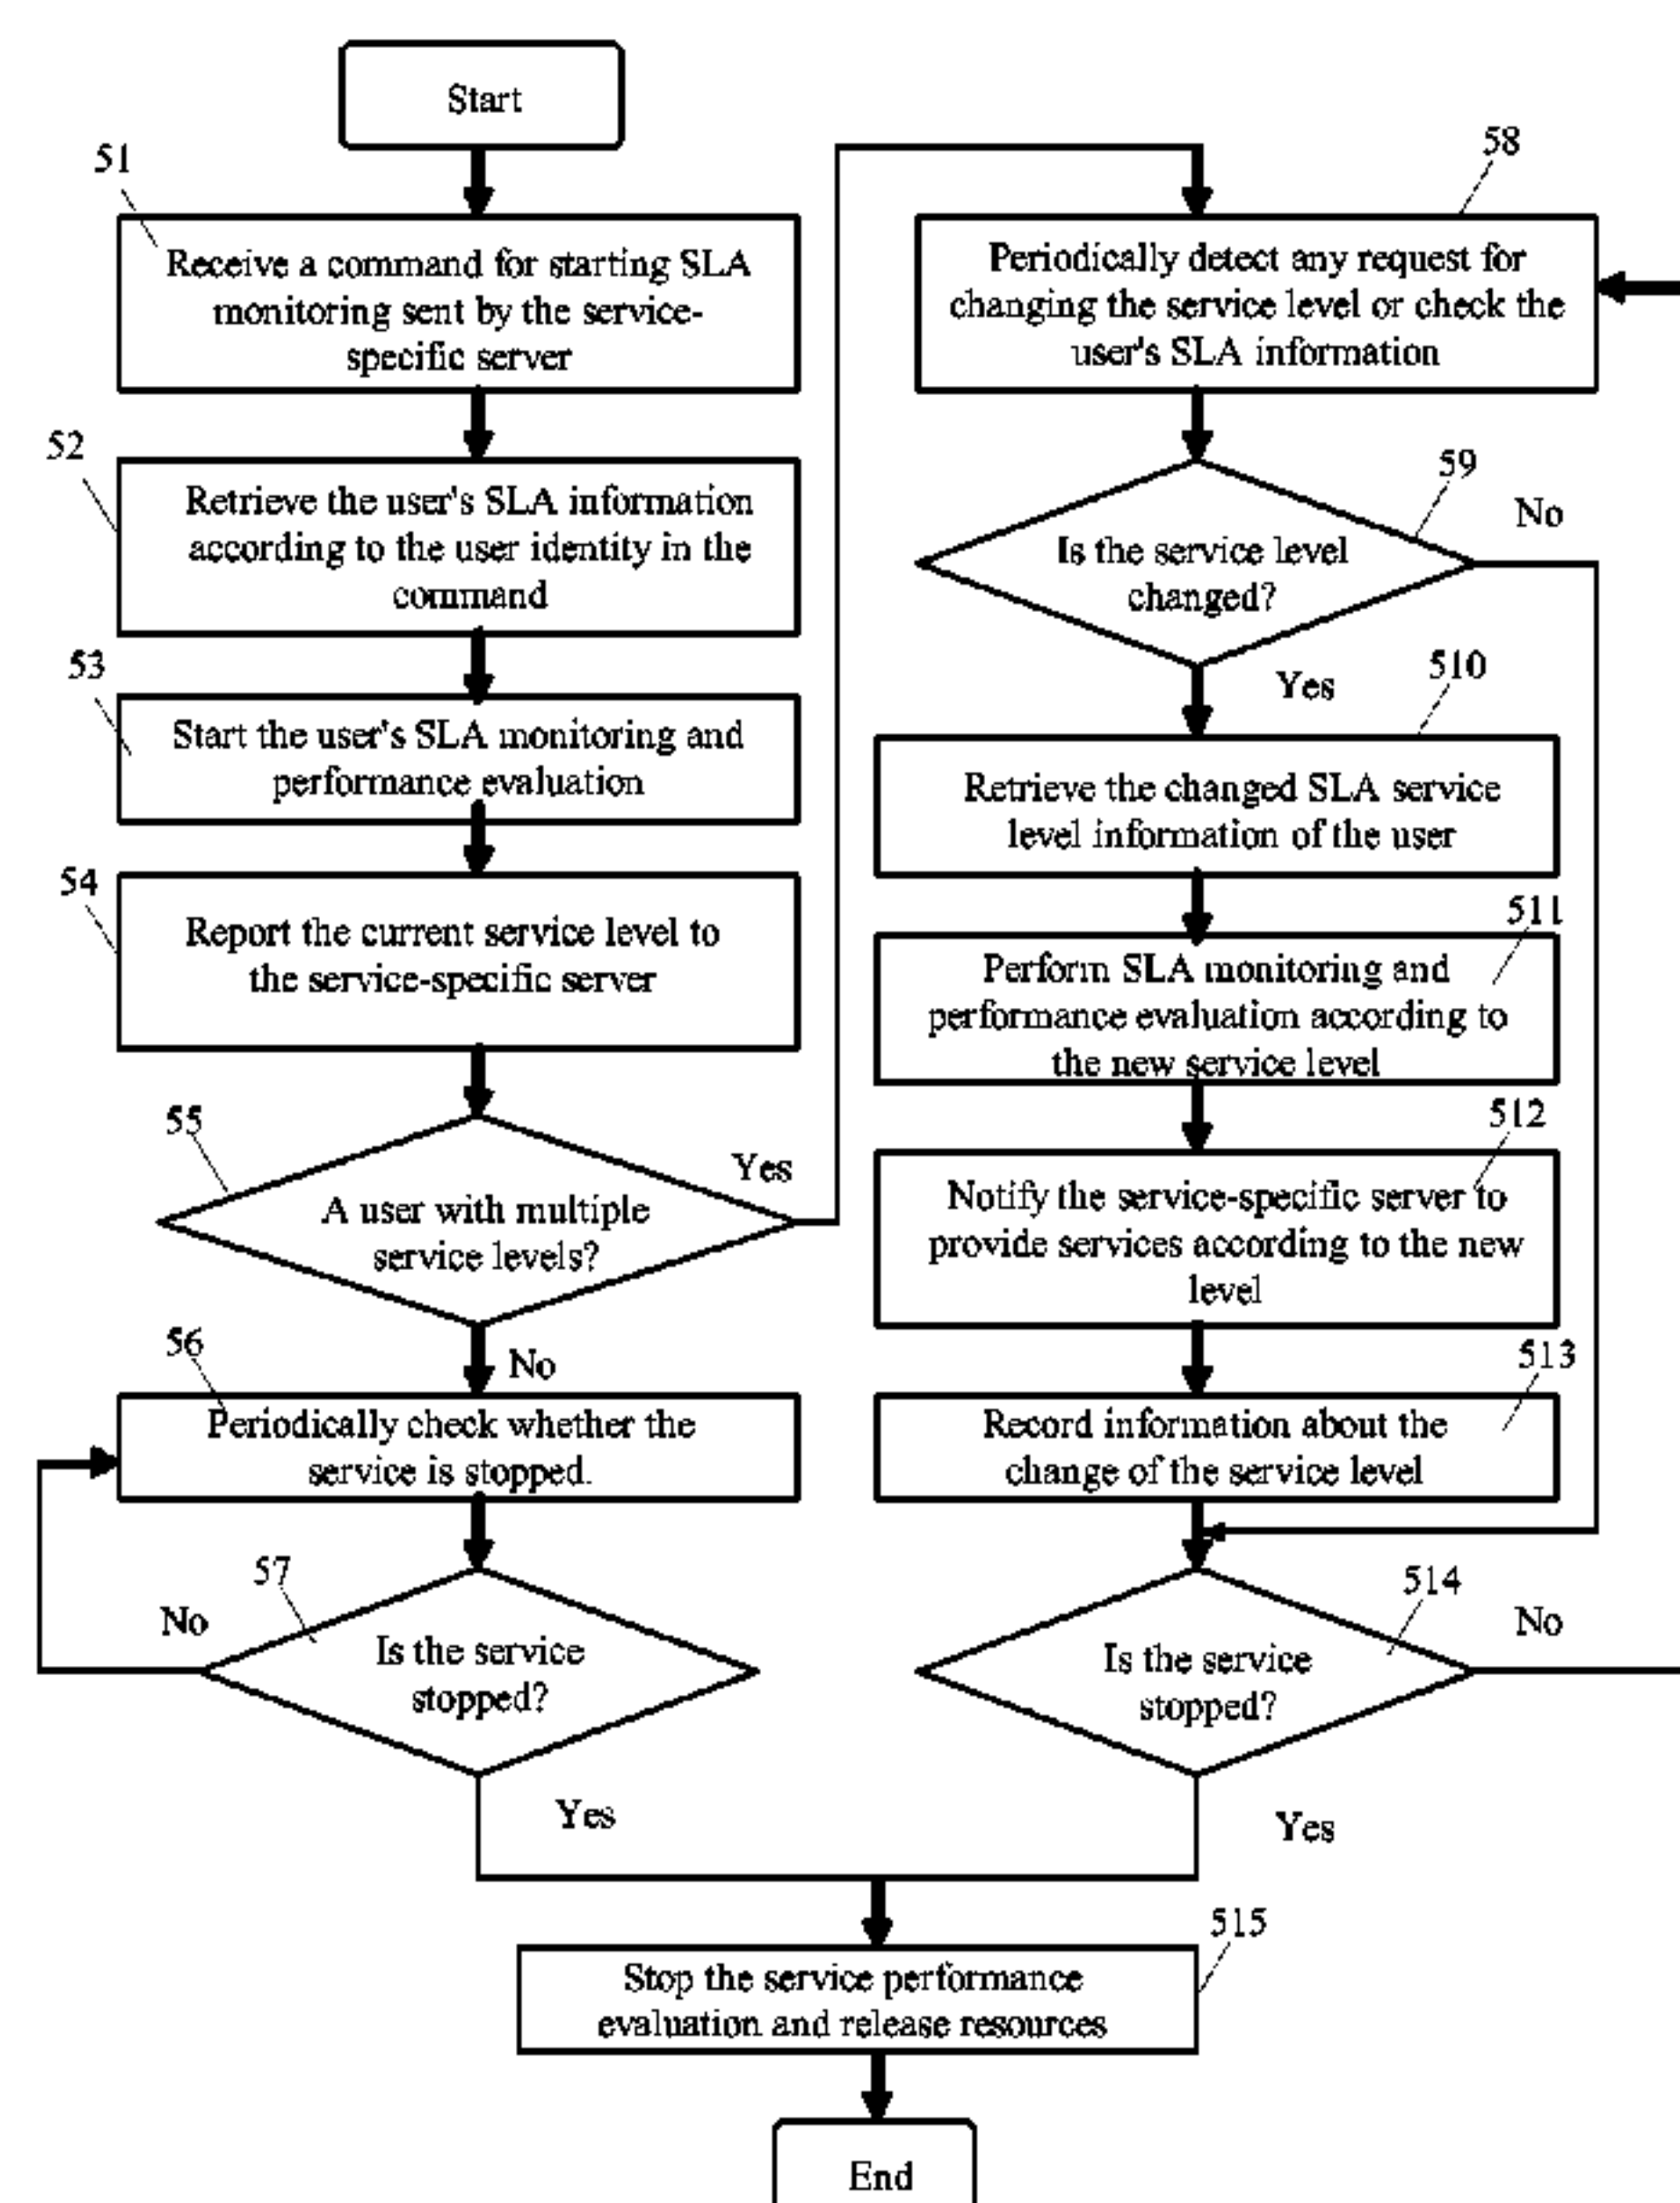 Start
51
Receive a command for starting SLA
monitoring sent by the service-
specific server
52
Retrieve the user's SLA information
according to the user identity in the
command
53
Start the user's SLA monitoring and
performance evaluation
54
Report the current service level to
the service-specific server
55
A user with multiple
service levels?
Yes
No
56
Periodically check whether the
service is stopped.
57
No
Is the service
stopped?
Yes
58
Periodically detect any request for
changing the service level or check the
user's SLA information
59
No
Is the service level
changed?
Yes
510
Retrieve the changed SLA service
level information of the user
511
Perform SLA monitoring and
performance evaluation according to
the new service level
512
Notify the service-specific server to
provide services according to the new
level
513
Record information about the
change of the service level
514
No
Is the service
stopped?
Yes
515
Stop the service performance
evaluation and release resources
End